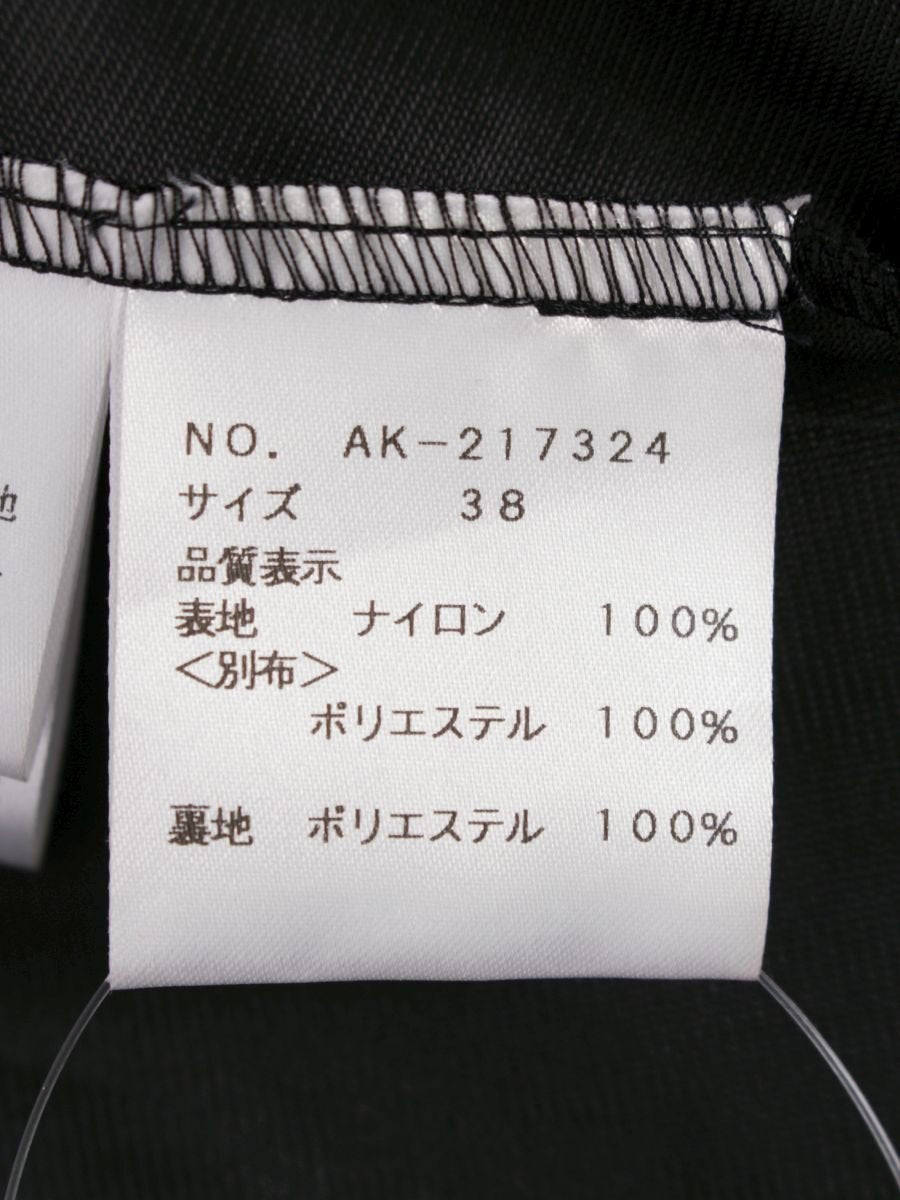 NO. AK-217324
サイズ 38
品質表示
表地 ナイロン 100%
<別布>
ポリエステル 100%
裏地 ポリエステル 100%
地